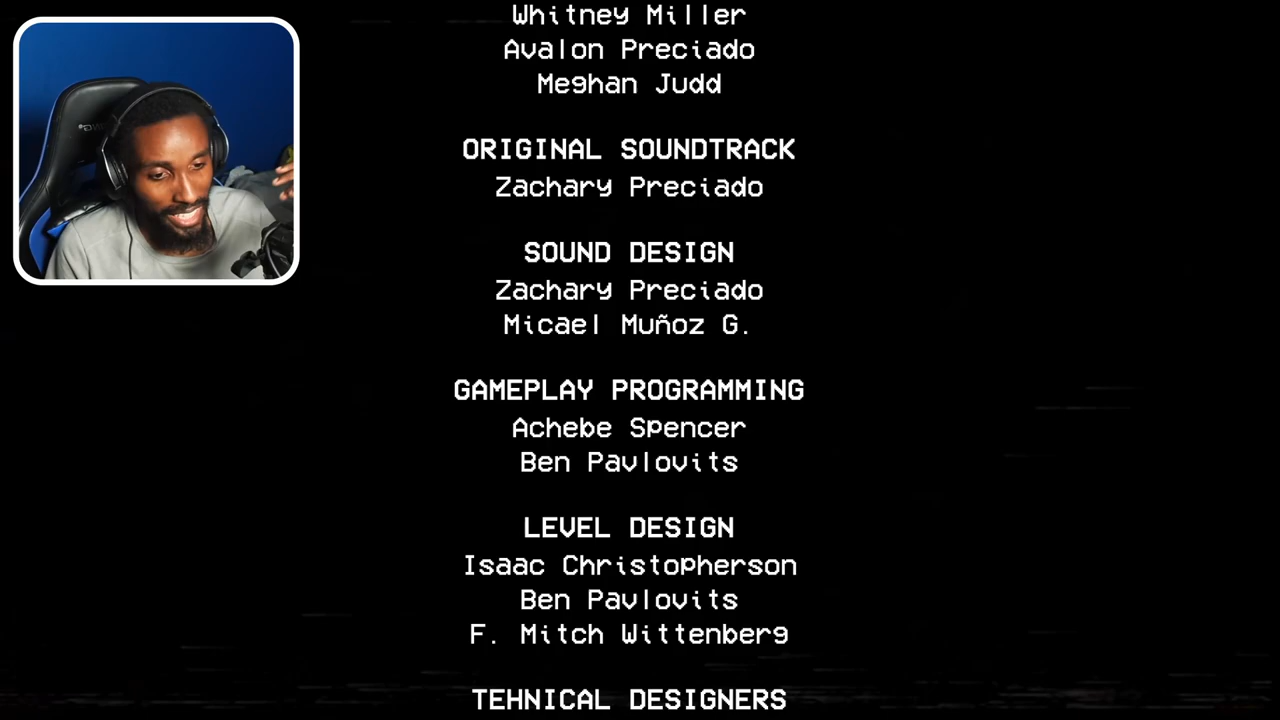 Whitney Miller
Avalon Preciado
Meghan Judd
ORIGINAL SOUNDTRACK
Zachary Preciado
SOUND DESIGN
Zachary Preciado
Micael Muñoz G.
GAMEPLAY PROGRAMMING
Achebe Spencer
Ben Pavlovits
LEVEL DESIGN
Isaac Christopherson
Ben Pavlovits
F. Mitch Wittenberg
TEHNICAL DESIGNERS